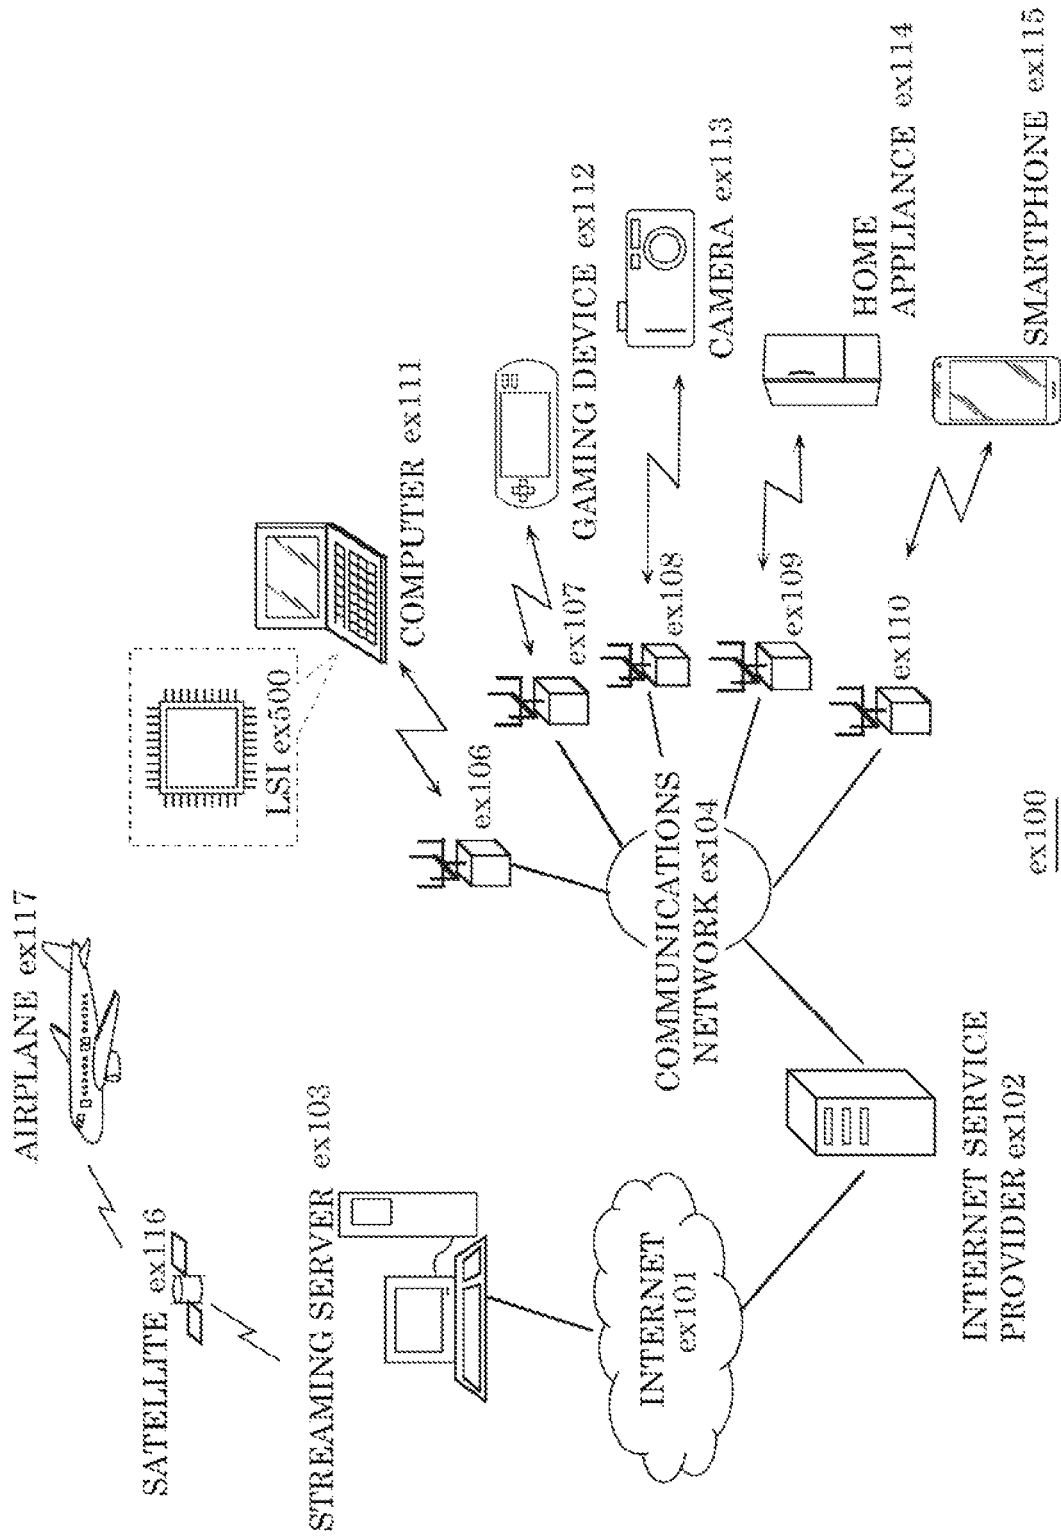 AIRPLANE ex117
SATELLITE ex116
STREAMING SERVER ex103
LSI ex500
COMPUTER ex111
ex106
GAMING DEVICE ex112
ex107
CAMERA ex113
ex108
HOME
APPLIANCE ex114
ex109
SMARTPHONE ex115
ex110
COMMUNICATIONS
NETWORK ex104
INTERNET
ex101
INTERNET SERVICE
PROVIDER ex102
ex100